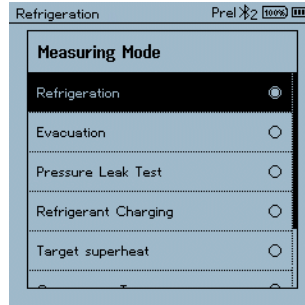 Refrigeration Prel 2 100%
Measuring Mode
Refrigeration
Evacuation
Pressure Leak Test
Refrigerant Charging
Target superheat